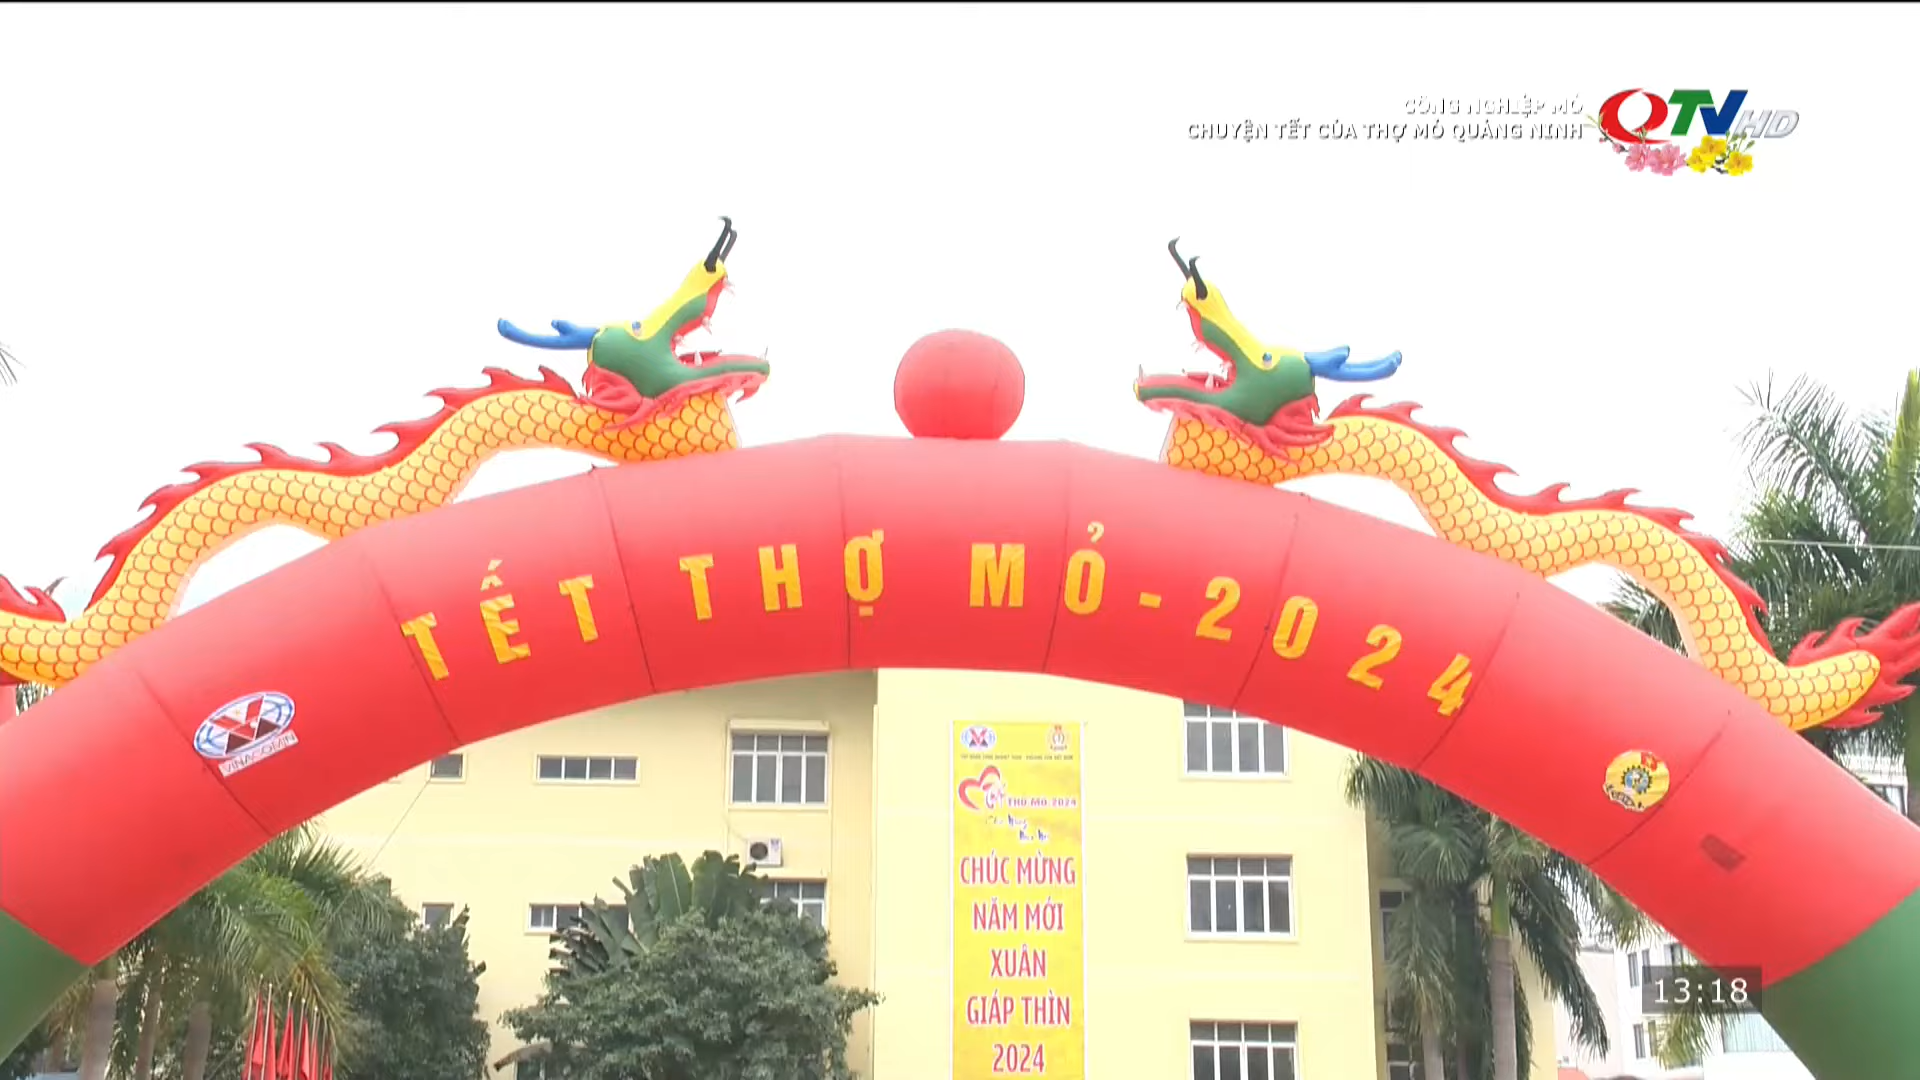 CÔNG NGHIỆP MỎ
CHUYỆN TẾT CỦA THỢ MỎ QUẢNG NINH
QTV HD
TẾT THỢ MỎ - 2024
VINACOMIN
THỢ MỎ 2024
CHÚC MỪNG
NĂM MỚI
XUÂN
GIÁP THÌN
2024
13:18